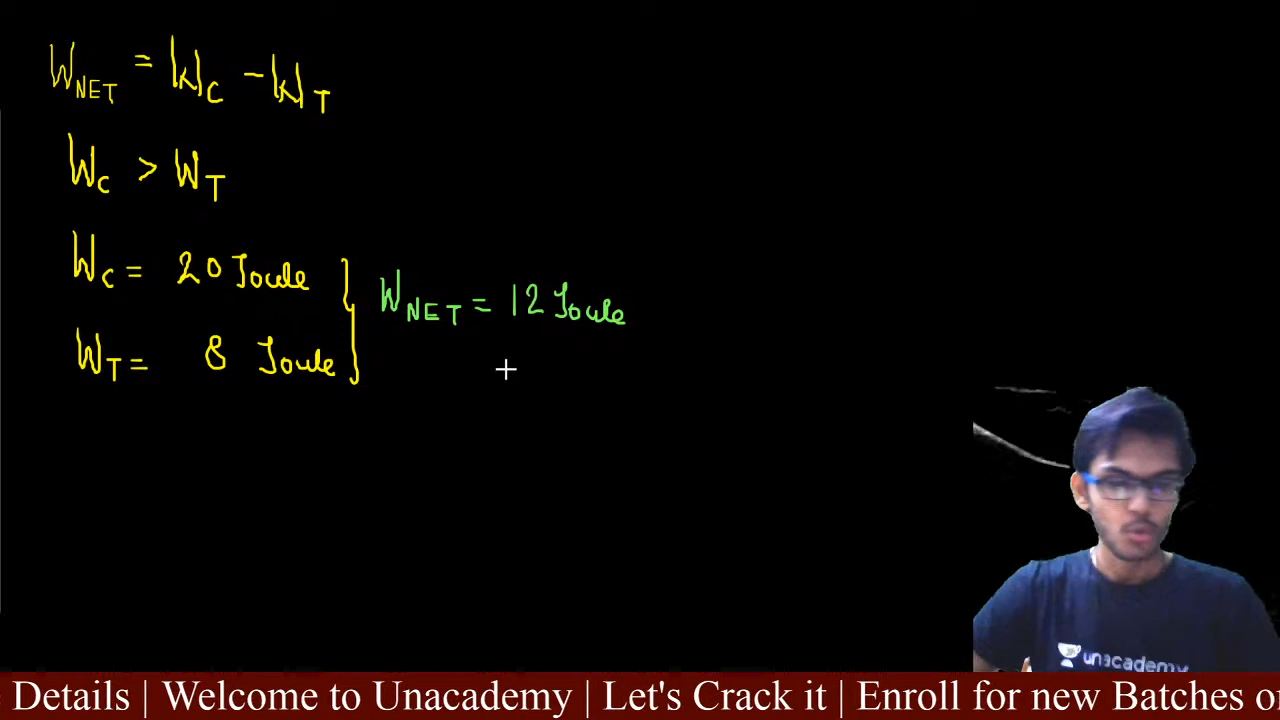 W_NET = W_C - W_T
W_C > W_T
W_C = 20 Joule
W_T = 8 Joule
W_NET = 12 Joule
unacademy
Details | Welcome to Unacademy | Let's Crack it | Enroll for new Batches